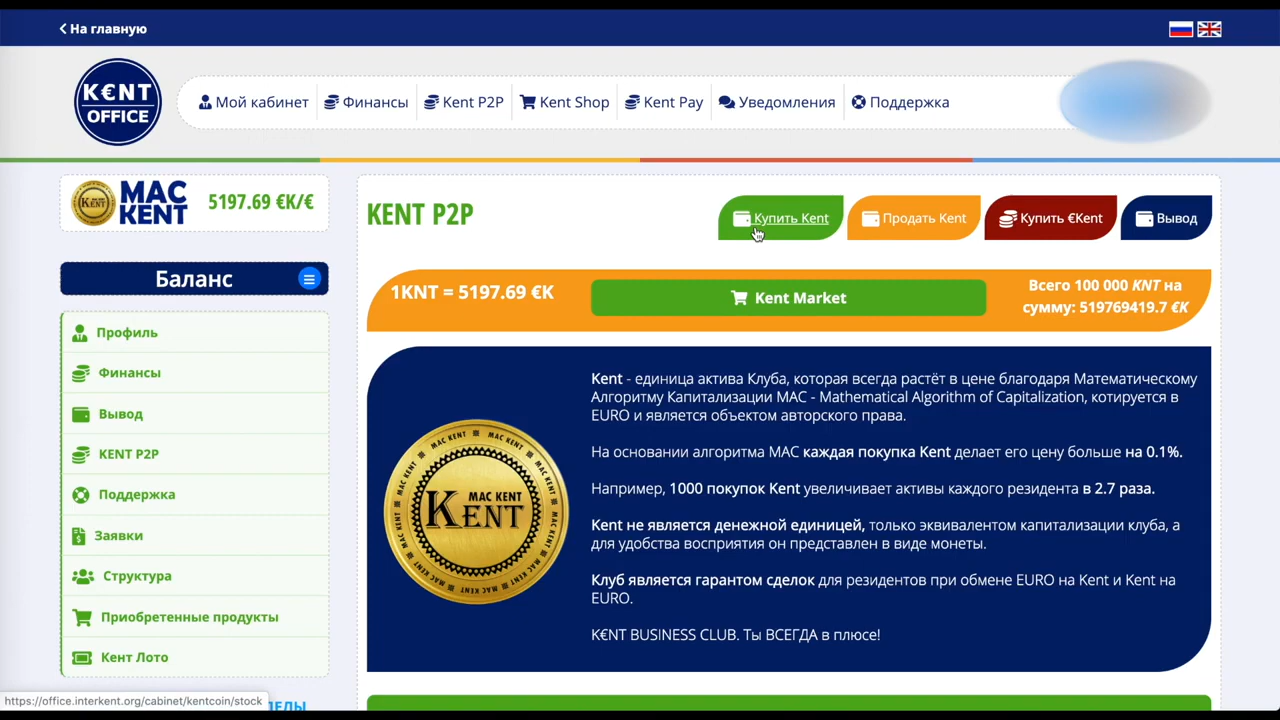 На главную
K€NT
OFFICE
Мой кабинет
Финансы
Kent P2P
Kent Shop
Kent Pay
Уведомления
Поддержка
KENT
MAC
KENT
5197.69 €K/€
KENT P2P
Купить Kent
Продать Kent
Купить €Kent
Вывод
Баланс
1KNT = 5197.69 €K
Kent Market
Всего 100 000 KNT на
сумму: 519769419.7 €K
Профиль
Финансы
Вывод
KENT P2P
Поддержка
Заявки
Структура
Приобретенные продукты
Кент Лото
MAC KENT
MAC KENT
KENT
Kent - единица актива Клуба, которая всегда растёт в цене благодаря Математическому
Алгоритму Капитализации MAC - Mathematical Algorithm of Capitalization, котируется в
EURO и является объектом авторского права.
На основании алгоритма MAC каждая покупка Kent делает его цену больше на 0.1%.
Например, 1000 покупок Kent увеличивает активы каждого резидента в 2.7 раза.
Kent не является денежной единицей, только эквивалентом капитализации клуба, а
для удобства восприятия он представлен в виде монеты.
Клуб является гарантом сделок для резидентов при обмене EURO на Kent и Kent на
EURO.
K€NT BUSINESS CLUB. Ты ВСЕГДА в плюсе!
https://office.interkent.org/cabinet/kentcoin/stock